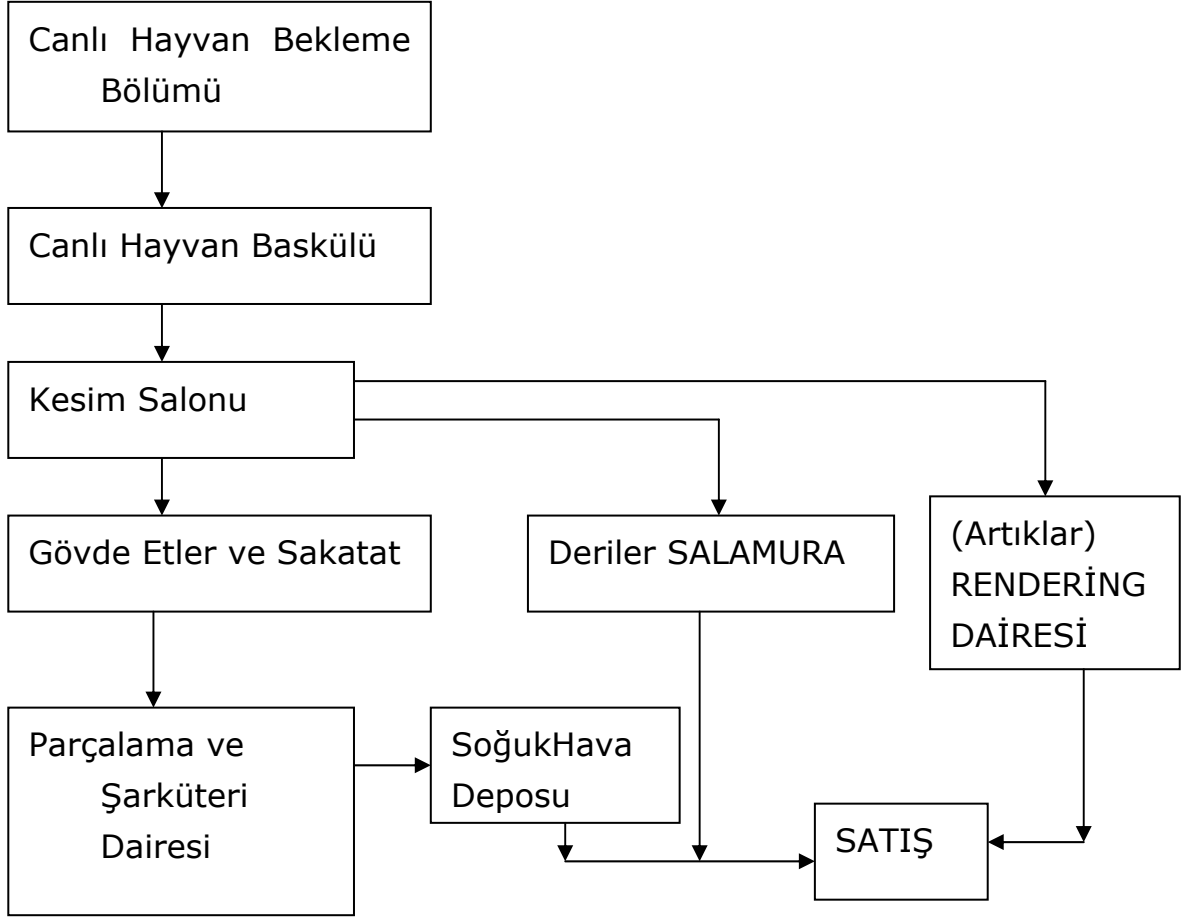 Canlı Hayvan Bekleme
Bölümü
Canlı Hayvan Baskülü
Kesim Salonu
Gövde Etler ve Sakatat
Deriler SALAMURA
(Artıklar)
RENDERİNG
DAİRESİ
Parçalama ve
Şarküteri
Dairesi
SoğukHava
Deposu
SATIŞ